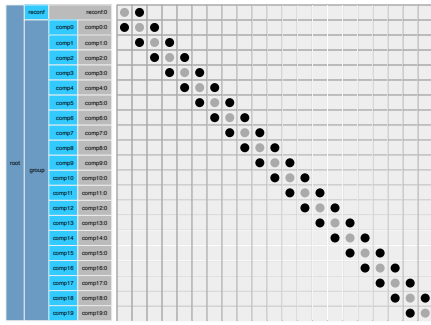 reconf reconf:0
comp0 comp0:0
comp1 comp1:0
comp2 comp2:0
comp3 comp3:0
comp4 comp4:0
comp5 comp5:0
comp6 comp6:0
comp7 comp7:0
comp8 comp8:0
root group comp9 comp9:0
comp10 comp10:0
comp11 comp11:0
comp12 comp12:0
comp13 comp13:0
comp14 comp14:0
comp15 comp15:0
comp16 comp16:0
comp17 comp17:0
comp18 comp18:0
comp19 comp19:0